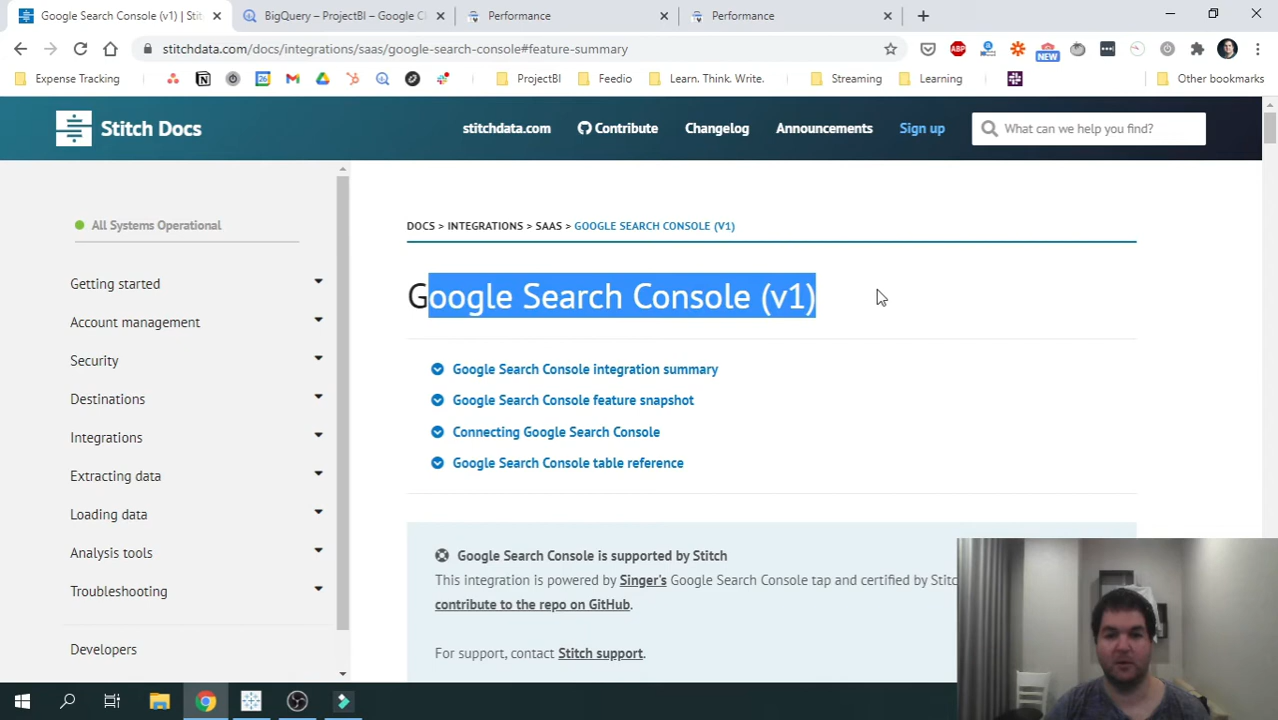 Google Search Console (v1) | Stit
BigQuery – ProjectBI – Google Cl
Performance
Performance
stitchdata.com/docs/integrations/saas/google-search-console#feature-summary
Expense Tracking
ProjectBI
Feedio
Learn. Think. Write.
Streaming
Learning
Other bookmarks
ABP
NEW
26
Stitch Docs
stitchdata.com
Contribute
Changelog
Announcements
Sign up
What can we help you find?
All Systems Operational
Getting started
Account management
Security
Destinations
Integrations
Extracting data
Loading data
Analysis tools
Troubleshooting
Developers
DOCS > INTEGRATIONS > SAAS > GOOGLE SEARCH CONSOLE (V1)
Google Search Console (v1)
Google Search Console integration summary
Google Search Console feature snapshot
Connecting Google Search Console
Google Search Console table reference
Google Search Console is supported by Stitch
This integration is powered by Singer's Google Search Console tap and certified by Stitc
contribute to the repo on GitHub.
For support, contact Stitch support.